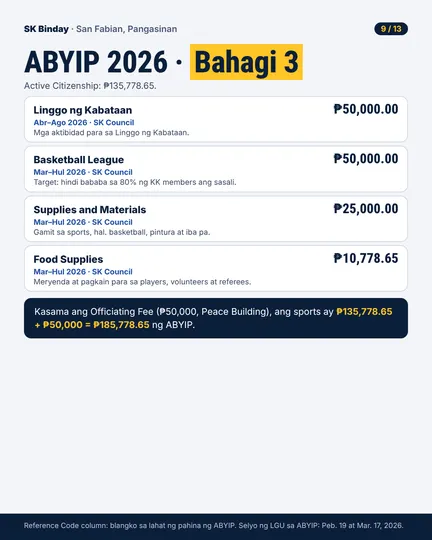 SK Binday · San Fabian, Pangasinan
9 / 13
ABYIP 2026 · Bahagi 3
Active Citizenship: ₱135,778.65.
Linggo ng Kabataan
₱50,000.00
Abr–Ago 2026 · SK Council
Mga aktibidad para sa Linggo ng Kabataan.
Basketball League
₱50,000.00
Mar–Hul 2026 · SK Council
Target: hindi bababa sa 80% ng KK members ang sasali.
Supplies and Materials
₱25,000.00
Mar–Hul 2026 · SK Council
Gamit sa sports, hal. basketball, pintura at iba pa.
Food Supplies
₱10,778.65
Mar–Hul 2026 · SK Council
Meryenda at pagkain para sa players, volunteers at referees.
Kasama ang Officiating Fee (₱50,000, Peace Building), ang sports ay ₱135,778.65
+ ₱50,000 = ₱185,778.65 ng ABYIP.
Reference Code column: blangko sa lahat ng pahina ng ABYIP. Selyo ng LGU sa ABYIP: Peb. 19 at Mar. 17, 2026.